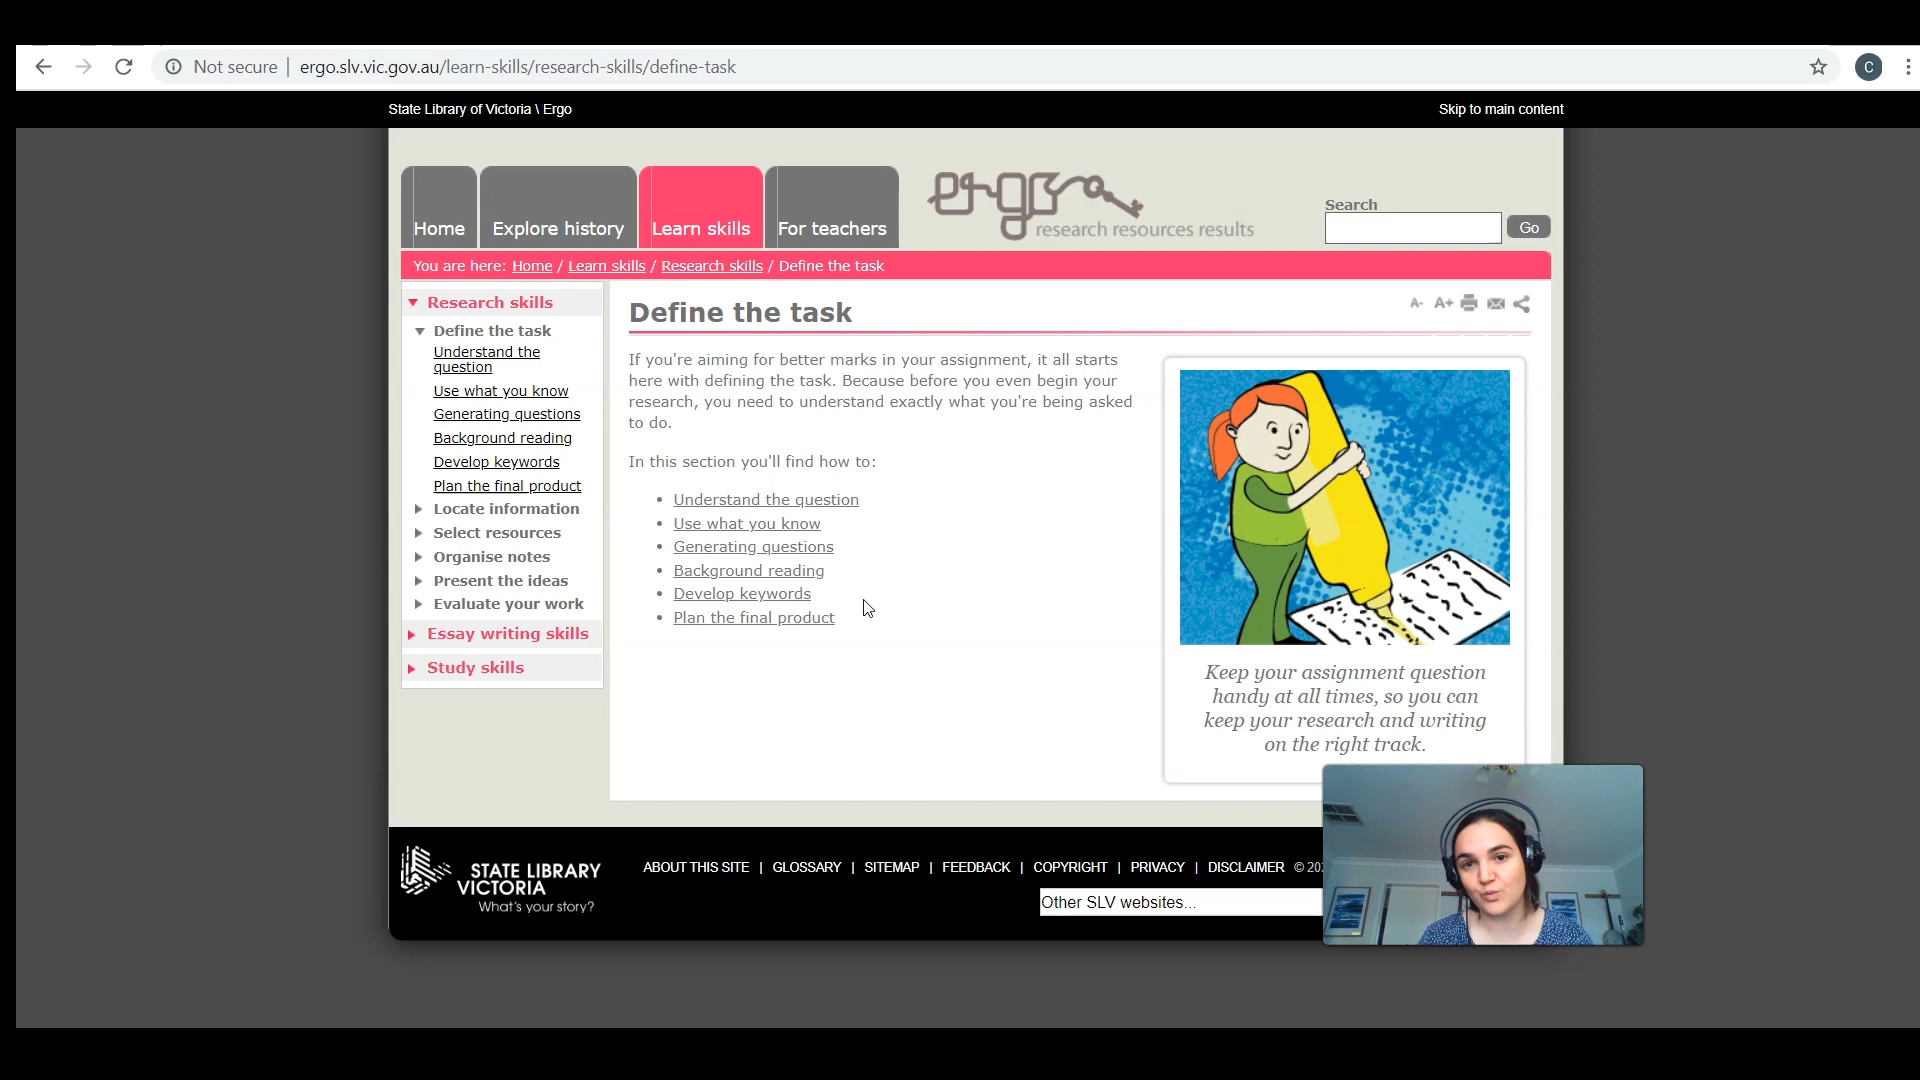 Not secure
ergo.slv.vic.gov.au/learn-skills/research-skills/define-task
C
State Library of Victoria \ Ergo
Skip to main content
Home
Explore history
Learn skills
For teachers
ergo
research resources results
Search
Go
You are here: Home / Learn skills / Research skills / Define the task
Research skills
Define the task
Understand the
question
Use what you know
Generating questions
Background reading
Develop keywords
Plan the final product
Locate information
Select resources
Organise notes
Present the ideas
Evaluate your work
Essay writing skills
Study skills
Define the task
A- A+
If you're aiming for better marks in your assignment, it all starts
here with defining the task. Because before you even begin your
research, you need to understand exactly what you're being asked
to do.
In this section you'll find how to:
• Understand the question
• Use what you know
• Generating questions
• Background reading
• Develop keywords
• Plan the final product
Keep your assignment question
handy at all times, so you can
keep your research and writing
on the right track.
STATE LIBRARY
VICTORIA
What's your story?
ABOUT THIS SITE | GLOSSARY | SITEMAP | FEEDBACK | COPYRIGHT | PRIVACY | DISCLAIMER ©
Other SLV websites...